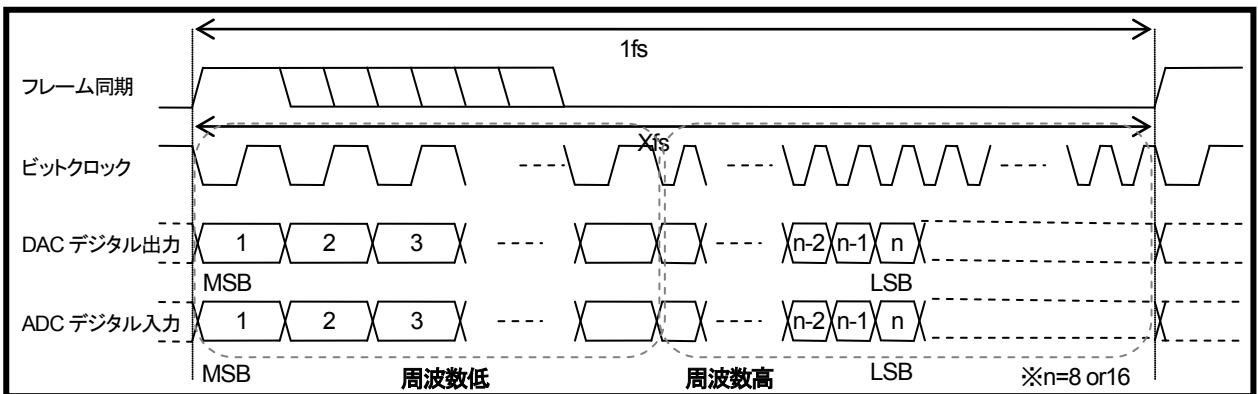 1fs
フレーム同期
Xfs
ビットクロック
DAC デジタル出力 1 2 3 n-2 n-1 n
MSB LSB
ADC デジタル入力 1 2 3 n-2 n-1 n
MSB 周波数低 周波数高 LSB ※n=8 or16